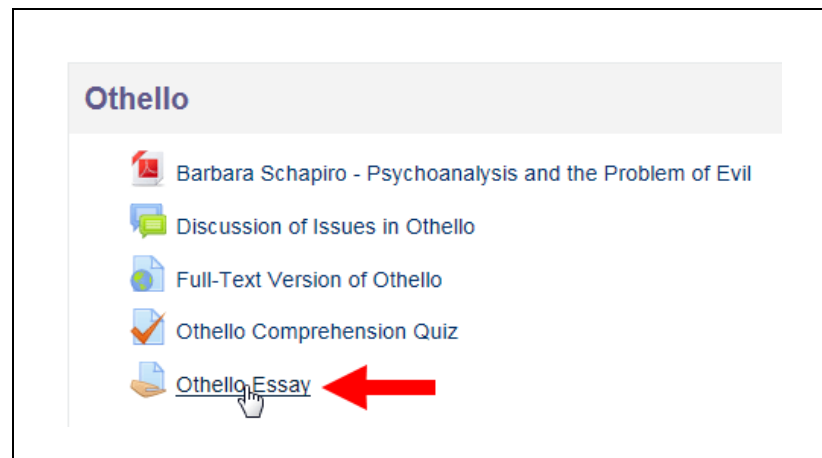 Othello
Barbara Schapiro - Psychoanalysis and the Problem of Evil
Discussion of Issues in Othello
Full-Text Version of Othello
Othello Comprehension Quiz
Othello Essay